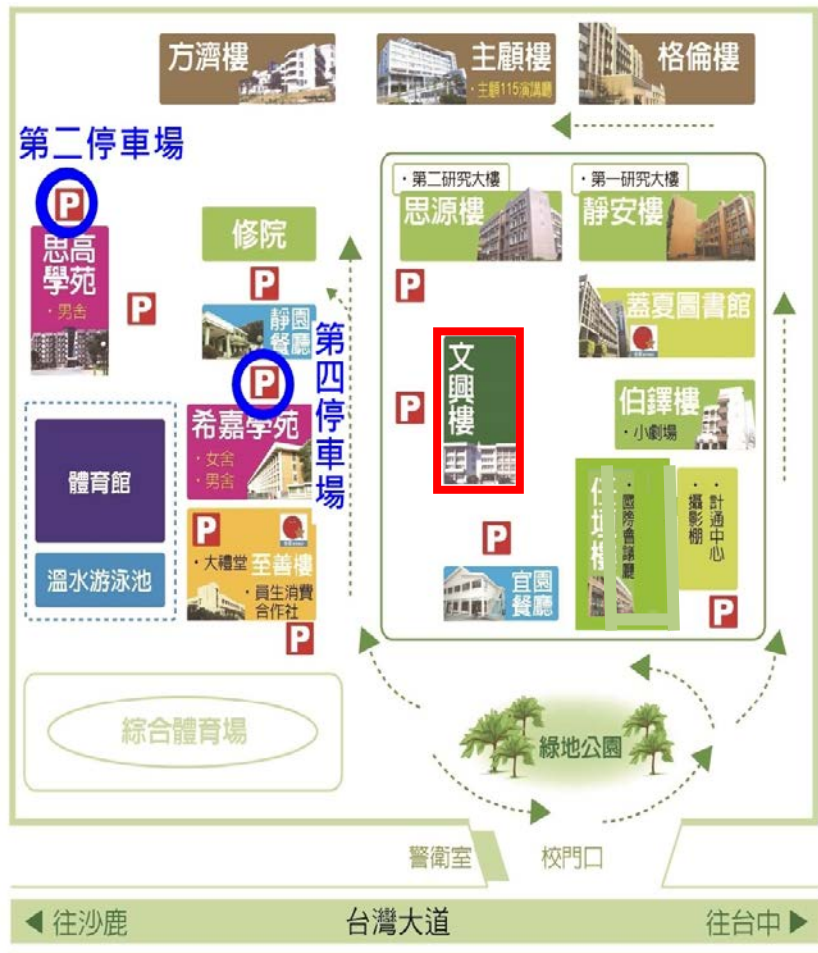 方濟樓
主顧樓
・主顧115演講廳
格倫樓
第二停車場
P
・第二研究大樓
思源樓
・第一研究大樓
靜安樓
思高
學苑
・男舍
P
修院
P
靜園
餐廳
第四停車場
P
P
蓋夏圖書館
文興樓
P
希嘉學苑
・女舍
・男舍
伯鐸樓
・小劇場
體育館
溫水游泳池
P
・大禮堂
至善樓
・員生消費
合作社
P
P
宜園
餐廳
任垣樓
・國際會議廳
・計通中心
・攝影棚
P
綜合體育場
綠地公園
警衛室
校門口
往沙鹿
台灣大道
往台中